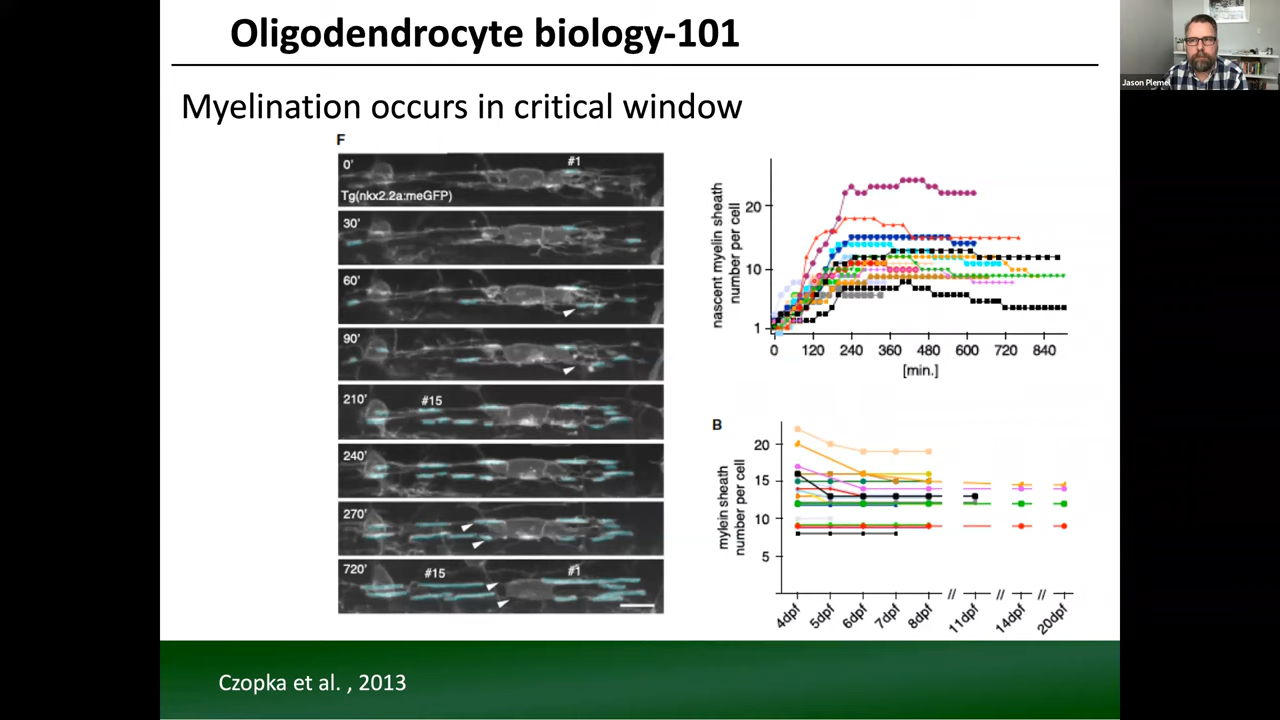 Oligodendrocyte biology-101
Jason Plemel
Myelination occurs in critical window
F
0'
#1
Tg(nkx2.2a:meGFP)
30'
60'
90'
210'
#15
240'
270'
720'
#15
#1
nascent myelin sheath
number per cell
20
10
1
0 120 240 360 480 600 720 840
[min.]
B
mylein sheath
number per cell
20
15
10
5
4dpf 5dpf 6dpf 7dpf 8dpf // 11dpf // 14dpf // 20dpf
Czopka et al. , 2013